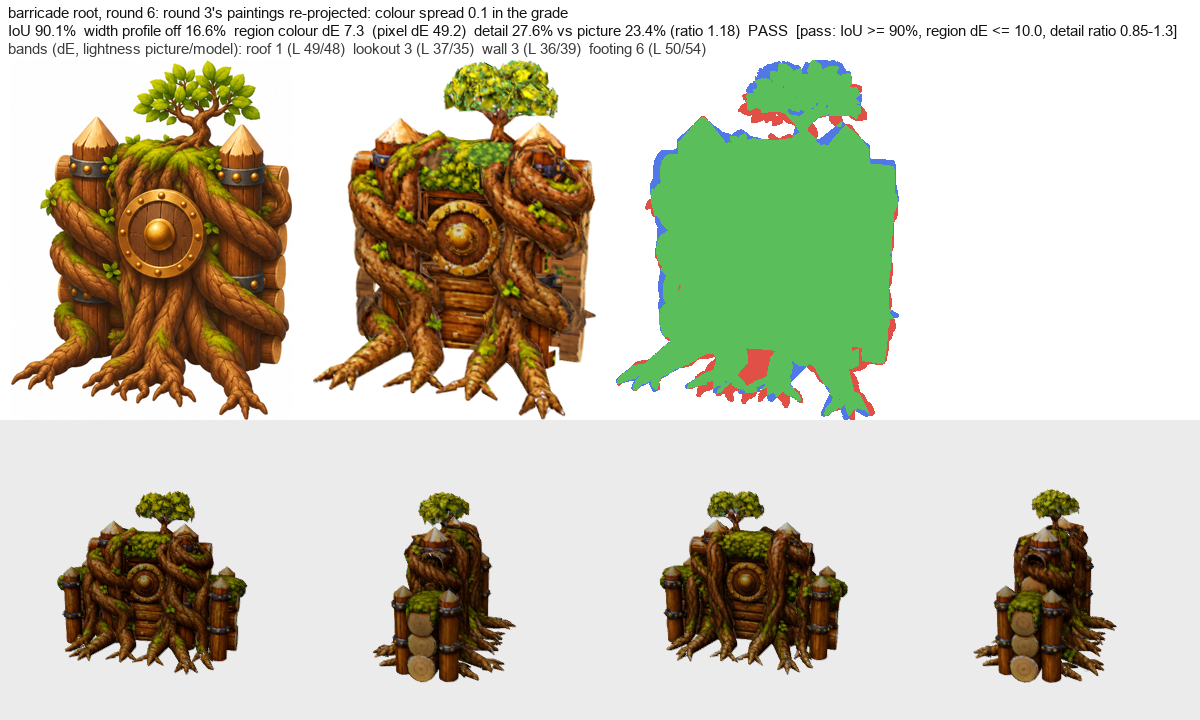 barricade root, round 6: round 3's paintings re-projected: colour spread 0.1 in the grade
IoU 90.1%  width profile off 16.6%  region colour dE 7.3  (pixel dE 49.2)  detail 27.6% vs picture 23.4% (ratio 1.18)  PASS  [pass: IoU >= 90%, region dE <= 10.0, detail ratio 0.85-1.3]
bands (dE, lightness picture/model): roof 1 (L 49/48)  lookout 3 (L 37/35)  wall 3 (L 36/39)  footing 6 (L 50/54)